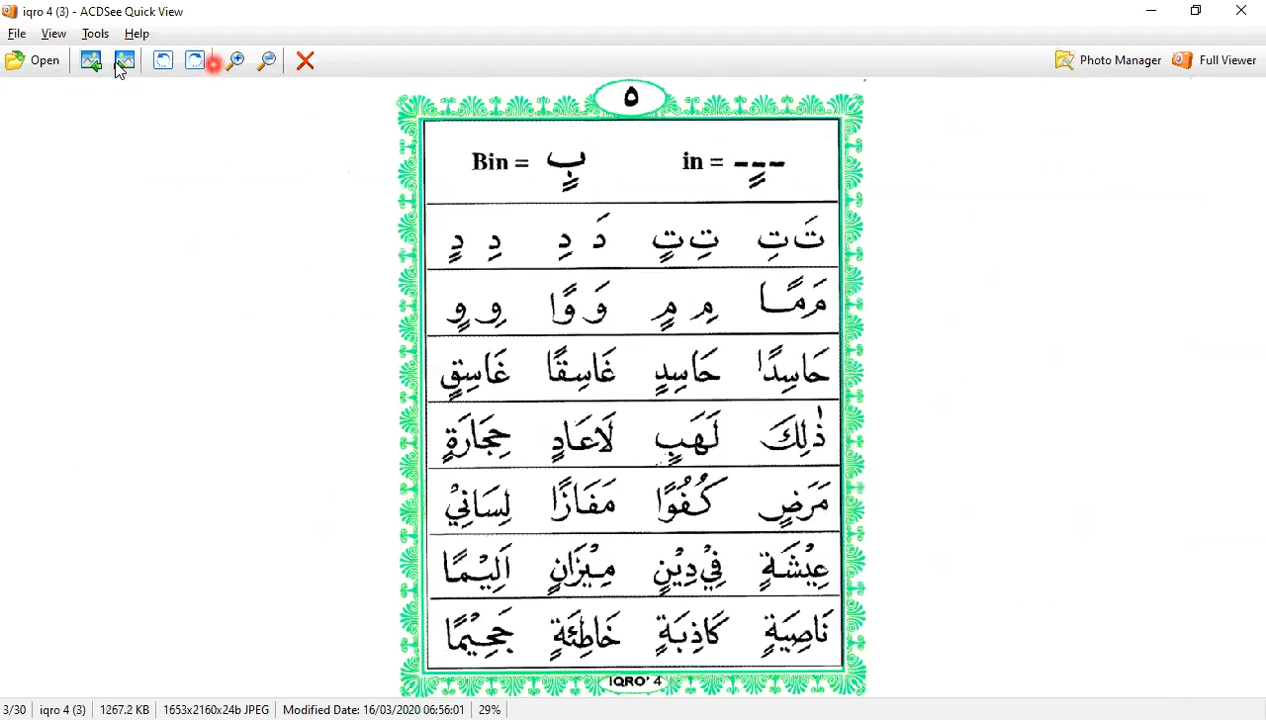 iqro 4 (3) - ACDSee Quick View
File View Tools Help
Open Photo Manager Full Viewer
٥
Bin = بٍ in = ---ٍ
تَ تِ تِ تٍ دَ دِ دِ دٍ
مَ مًا مِ مٍ وَ وًا وِ وٍ
حَاسِدًا حَاسِدٍ غَاسِقًا غَاسِقٍ
ذٰلِكَ لَهَبٍ لَاعَادٍ حِجَارَةٍ
مَرَضٍ كُفُوًا مَفَازًا لِسَانِيْ
عِيْشَةٍ فِيْ دِيْنٍ مِيْزَانٍ اَلِيْمًا
نَاصِيَةٍ كَاذِبَةٍ خَاطِئَةٍ جَحِيْمًا
IQRO' 4
3/30 iqro 4 (3) 1267.2 KB 1653x2160x24b JPEG Modified Date: 16/03/2020 06:56:01 29%